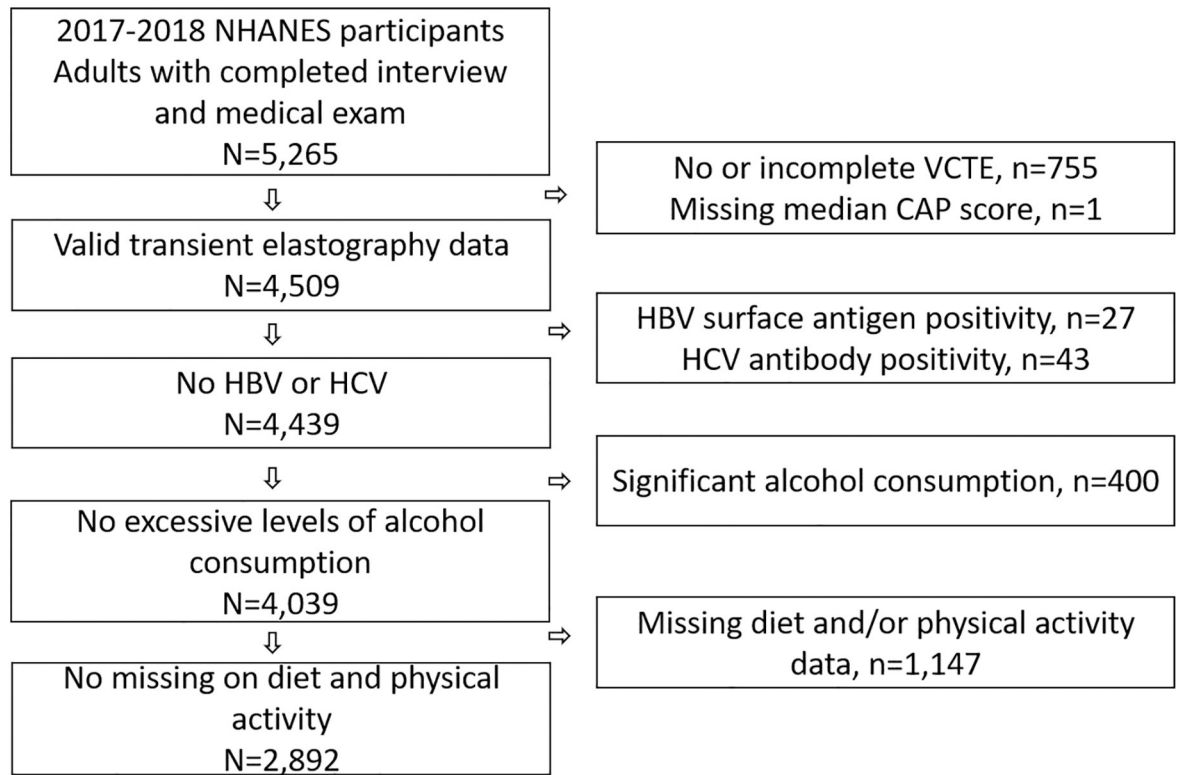 2017-2018 NHANES participants
Adults with completed interview
and medical exam
N=5,265
No or incomplete VCTE, n=755
Missing median CAP score, n=1
Valid transient elastography data
N=4,509
HBV surface antigen positivity, n=27
HCV antibody positivity, n=43
No HBV or HCV
N=4,439
Significant alcohol consumption, n=400
No excessive levels of alcohol
consumption
N=4,039
Missing diet and/or physical activity
data, n=1,147
No missing on diet and physical
activity
N=2,892